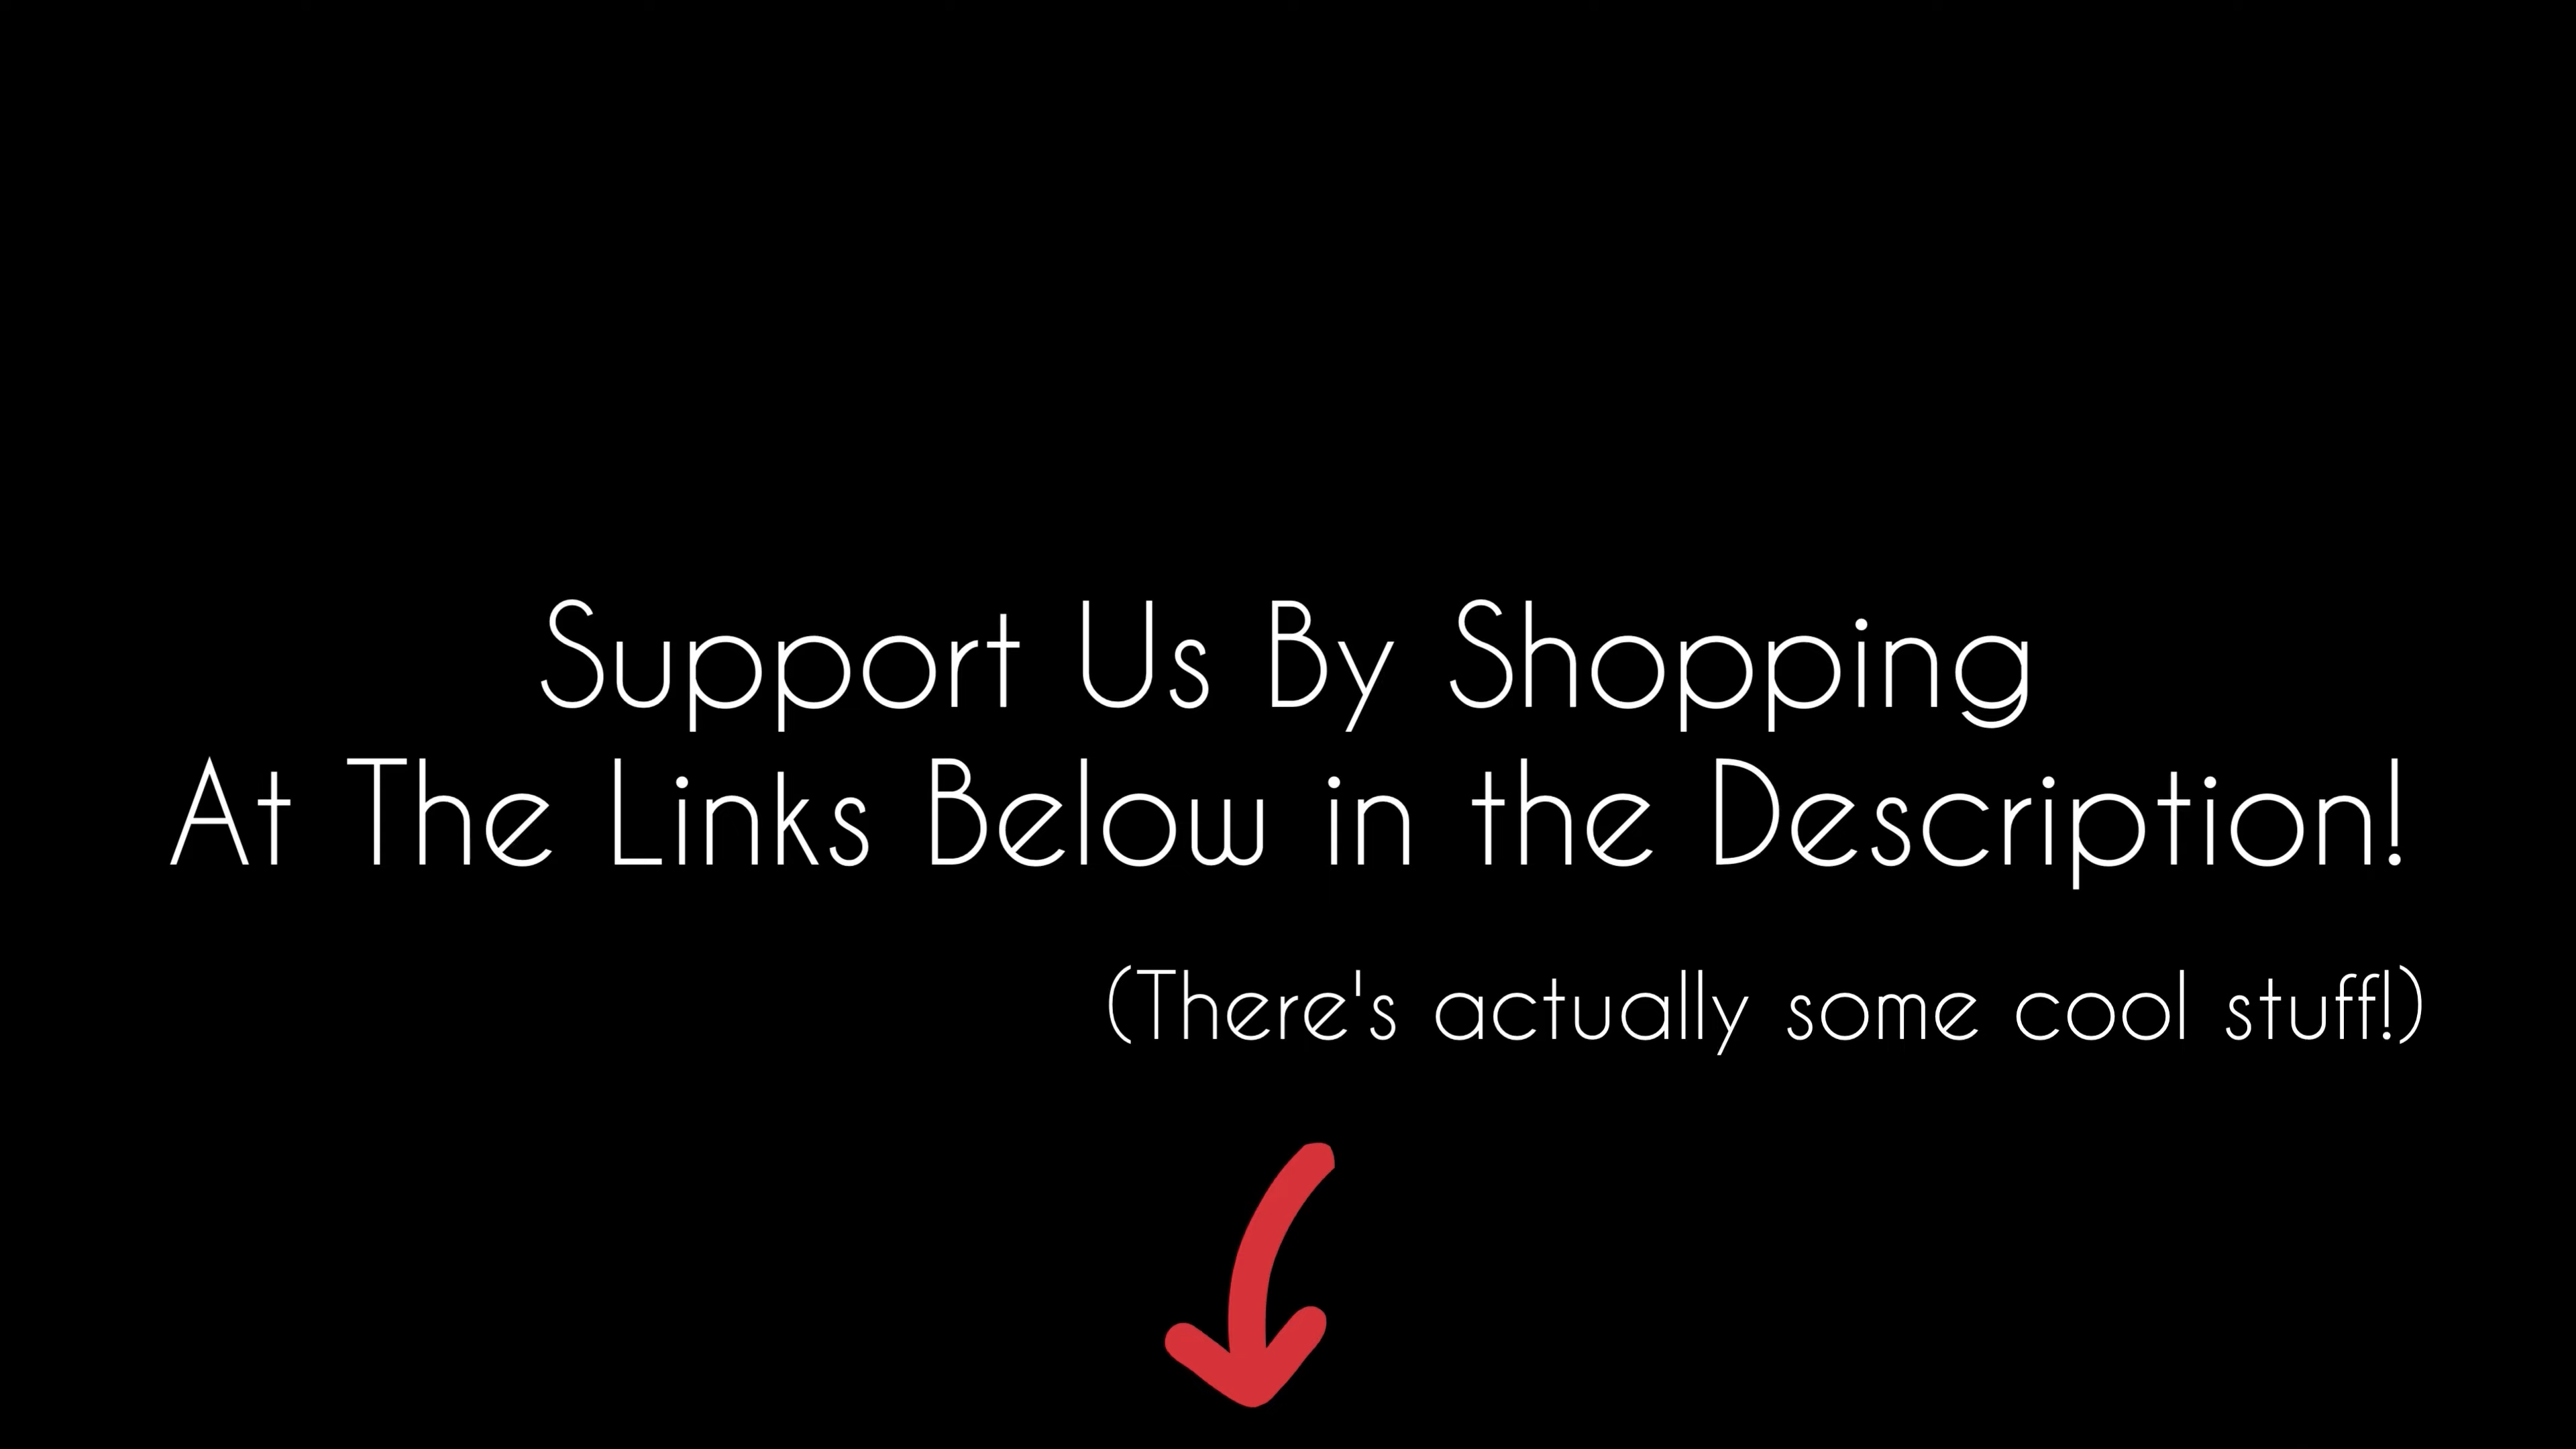 Support Us By Shopping
At The Links Below in the Description!
(There's actually some cool stuff!)